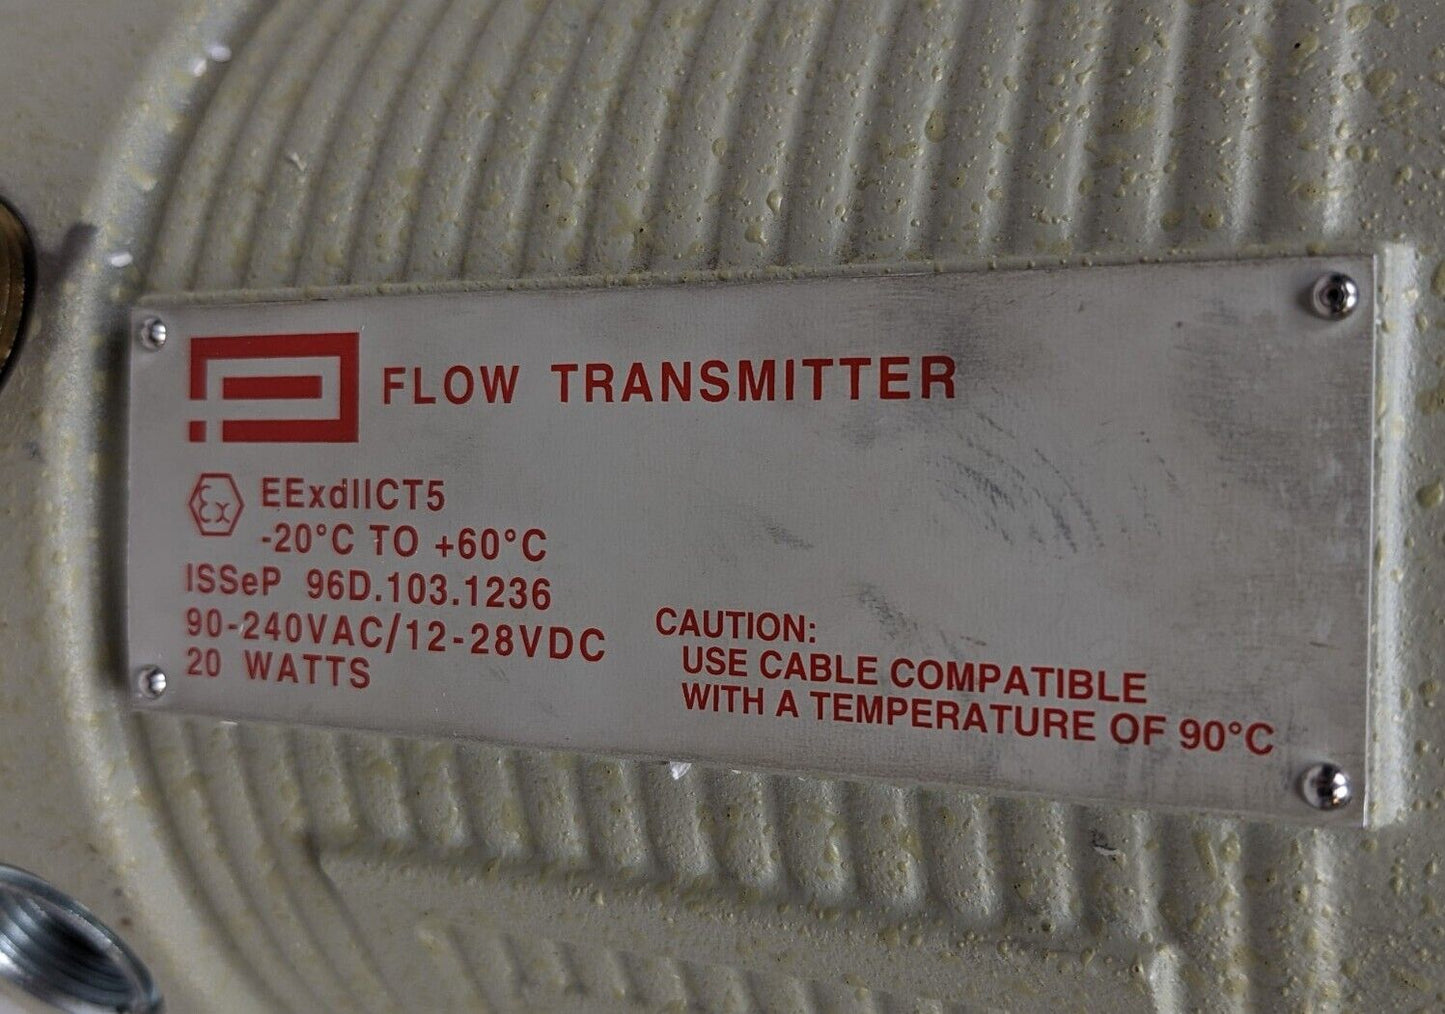 FLOW TRANSMITTER
Ex EExdIICT5
-20°C TO +60°C
ISSeP 96D.103.1236
90-240VAC/12-28VDC
20 WATTS
CAUTION:
USE CABLE COMPATIBLE
WITH A TEMPERATURE OF 90°C